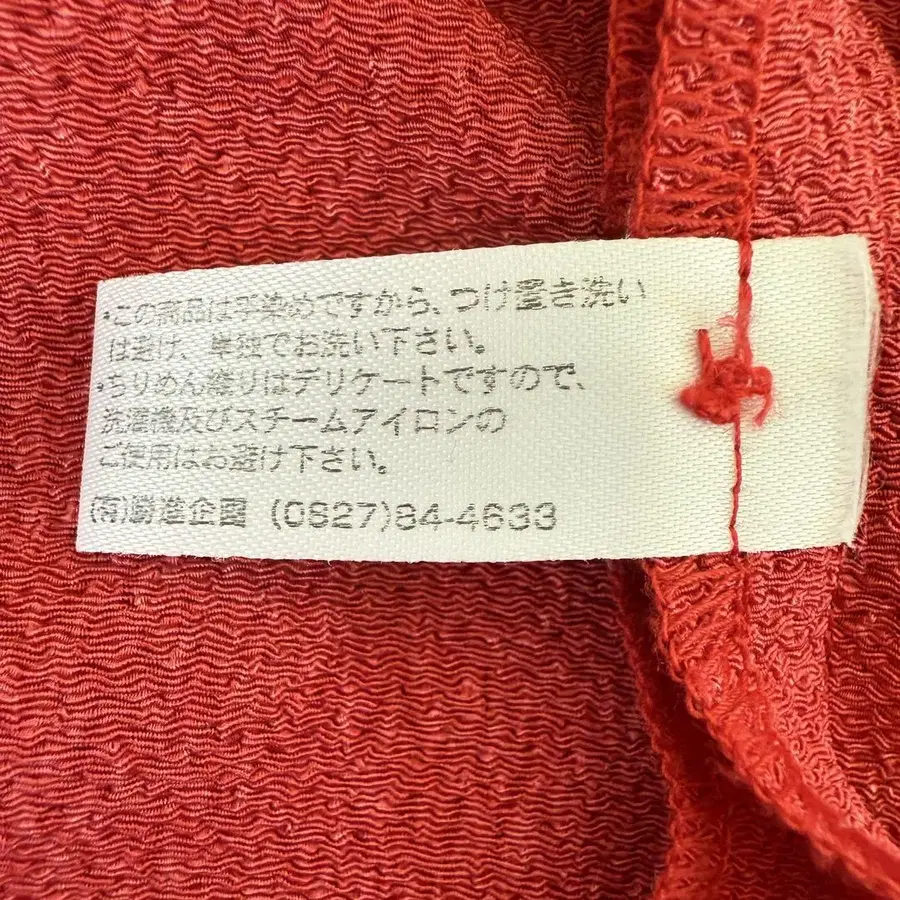 ・この商品は手染めですから、つけ置き洗い
は避け、単独でお洗い下さい。
・ちりめん織りはデリケートですので、
洗濯機及びスチームアイロンの
ご使用はお避け下さい。
(有)勝進企画 (0827)84-4633